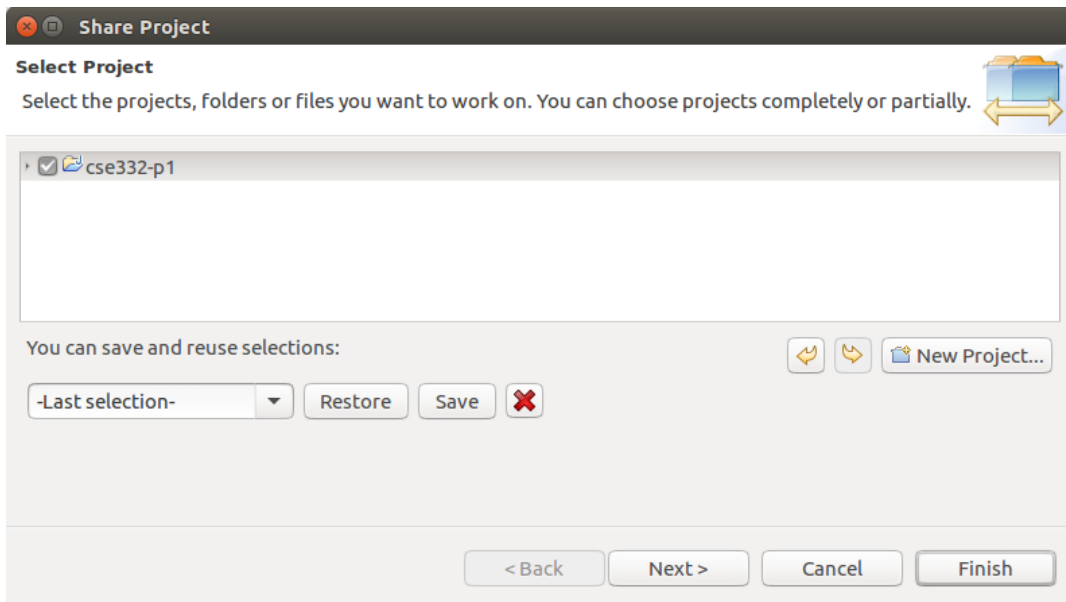 Share Project
Select Project
Select the projects, folders or files you want to work on. You can choose projects completely or partially.
cse332-p1
You can save and reuse selections:
New Project...
-Last selection-
Restore
Save
< Back
Next >
Cancel
Finish